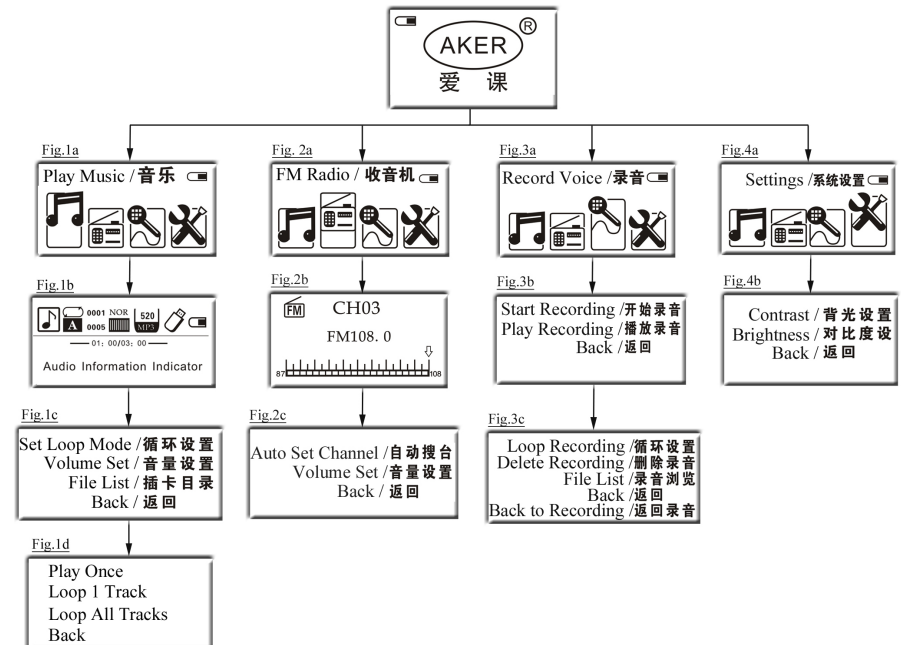 AKER ®
爱 课
Fig.1a
Play Music / 音乐
Fig.1b
A
0001 NOR 520
0005 MP3
01: 00/03: 00
Audio Information Indicator
Fig.1c
Set Loop Mode / 循环设置
Volume Set / 音量设置
File List / 插卡目录
Back / 返回
Fig.1d
Play Once
Loop 1 Track
Loop All Tracks
Back
Fig. 2a
FM Radio / 收音机
Fig.2b
FM CH03
FM108. 0
87 108
Fig.2c
Auto Set Channel / 自动搜台
Volume Set / 音量设置
Back / 返回
Fig.3a
Record Voice / 录音
Fig.3b
Start Recording / 开始录音
Play Recording / 播放录音
Back / 返回
Fig.3c
Loop Recording / 循环设置
Delete Recording / 删除录音
File List / 录音浏览
Back / 返回
Back to Recording / 返回录音
Fig.4a
Settings / 系统设置
Fig.4b
Contrast / 背光设置
Brightness / 对比度设
Back / 返回